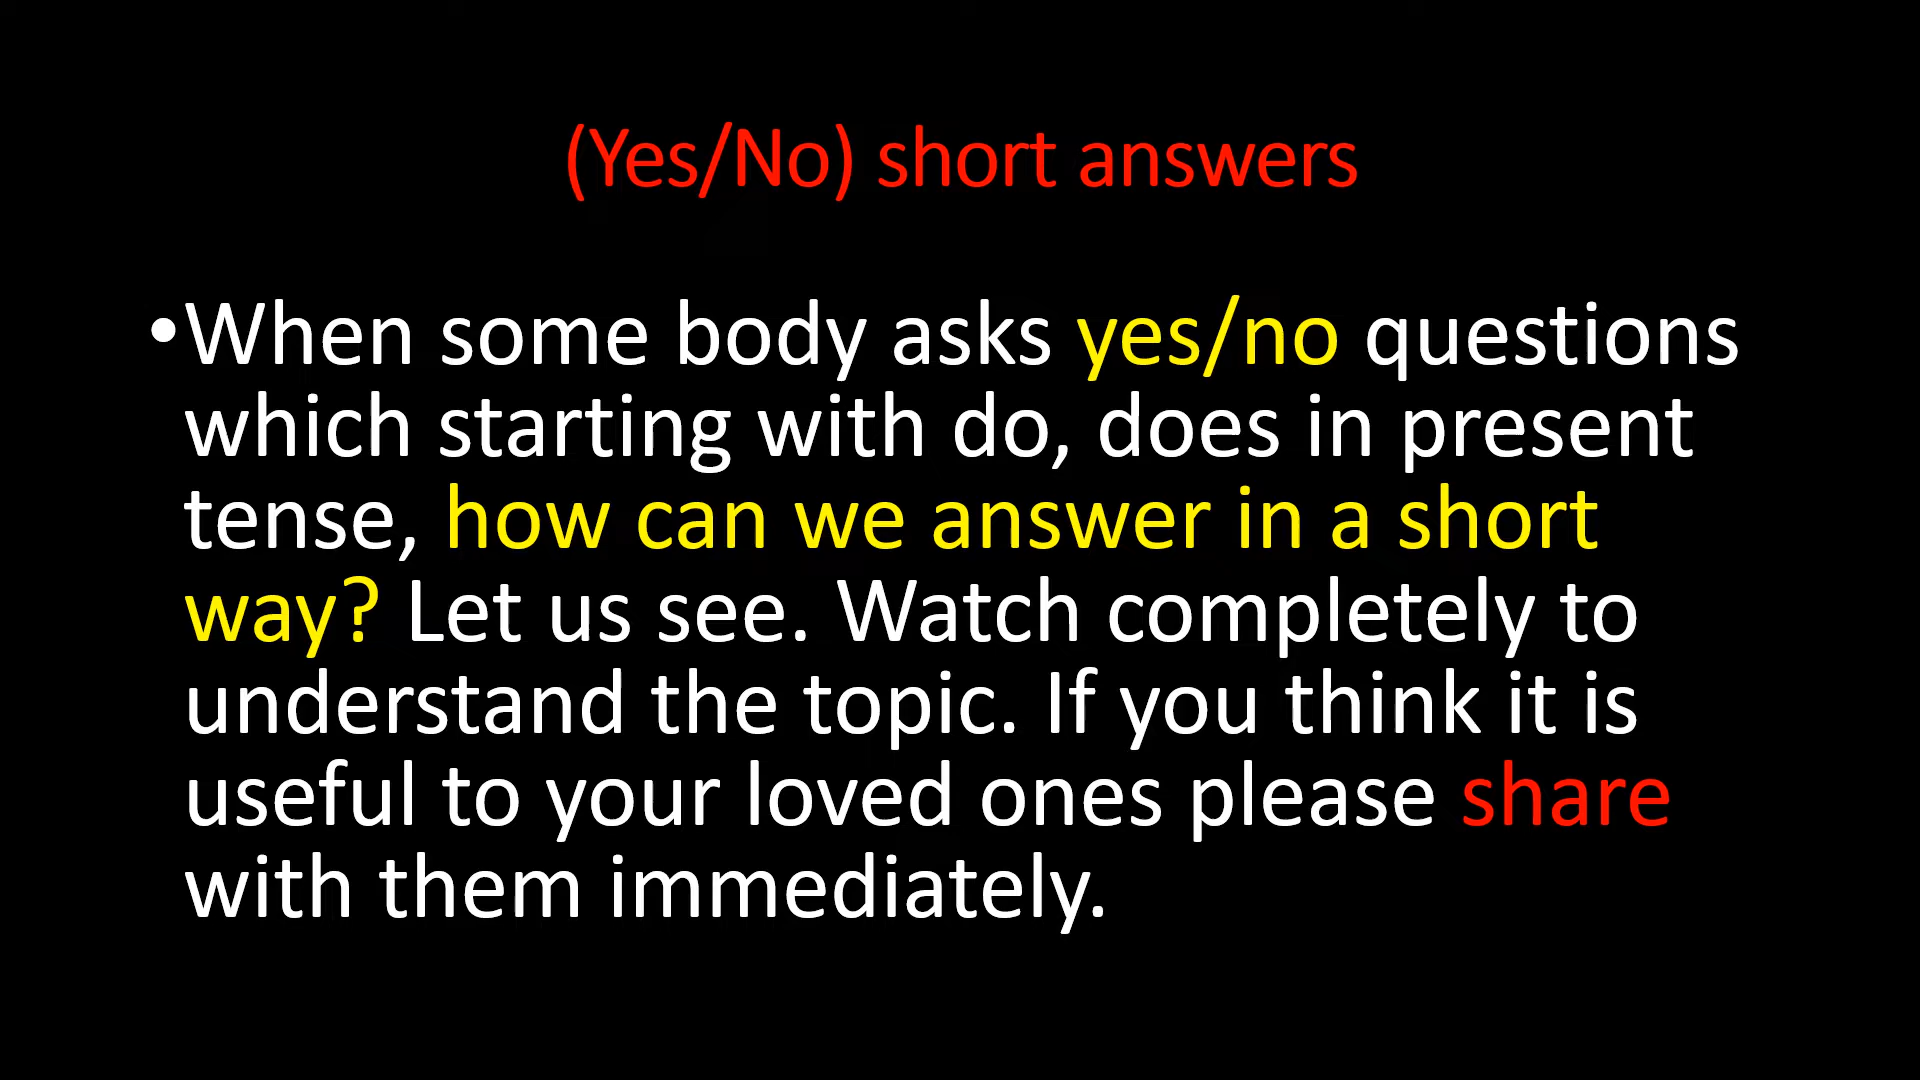 (Yes/No) short answers
•When some body asks yes/no questions
which starting with do, does in present
tense, how can we answer in a short
way? Let us see. Watch completely to
understand the topic. If you think it is
useful to your loved ones please share
with them immediately.